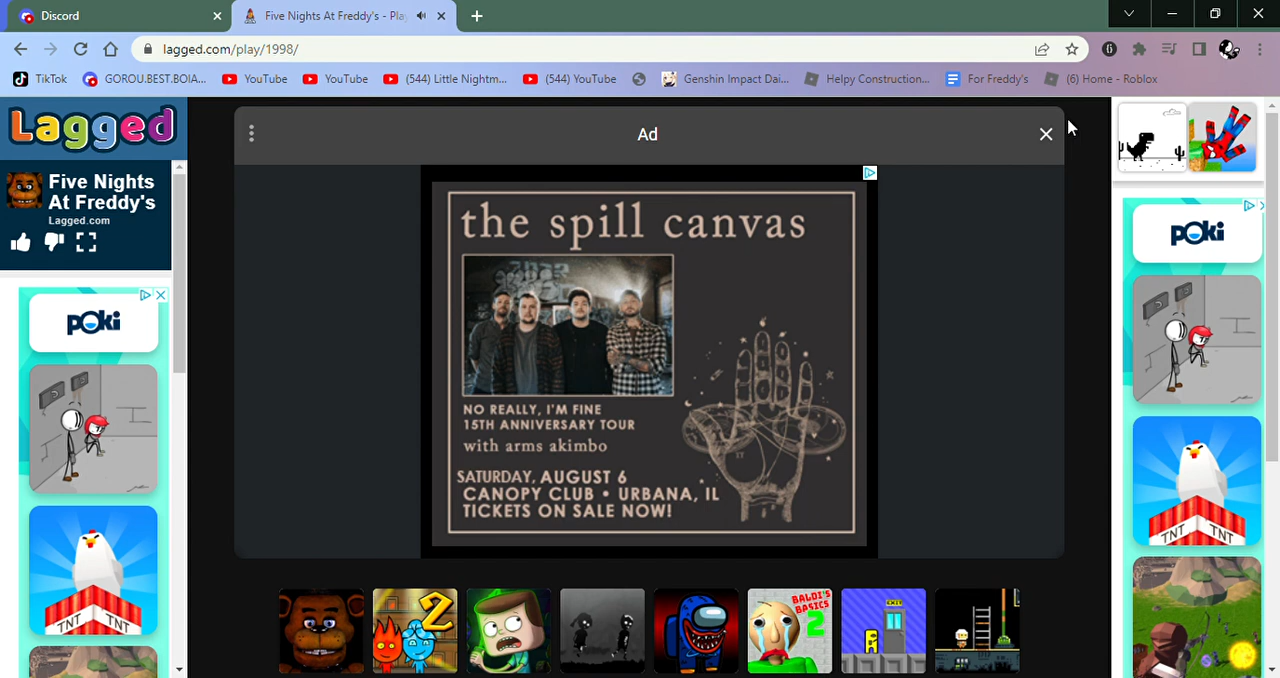 Discord
Five Nights At Freddy's - Pla
lagged.com/play/1998/
TikTok
GOROU.BEST.BOIA...
YouTube
YouTube
(544) Little Nightm...
(544) YouTube
Genshin Impact Dai...
Helpy Construction...
For Freddy's
(6) Home - Roblox
Lagged
Five Nights
At Freddy's
Lagged.com
poki
TNT TNT
Ad
the spill canvas
NO REALLY, I'M FINE
15TH ANNIVERSARY TOUR
with arms akimbo
SATURDAY, AUGUST 6
CANOPY CLUB • URBANA, IL
TICKETS ON SALE NOW!
2
BALDI'S
BASICS
2
EXIT
poki
TNT TNT